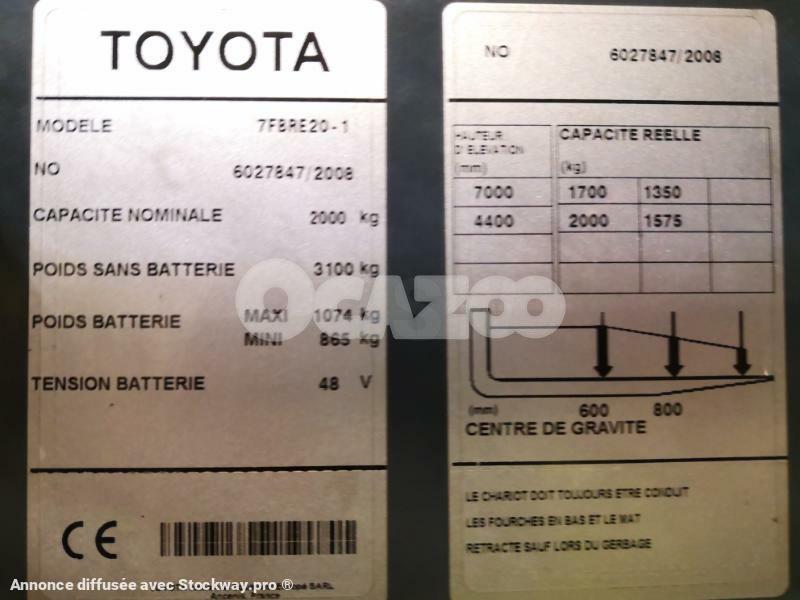 TOYOTA
MODELE 7FBRE20-1
NO 6027847/2008
CAPACITE NOMINALE 2000 kg
POIDS SANS BATTERIE 3100 kg
POIDS BATTERIE MAXI 1074 kg
MINI 865 kg
TENSION BATTERIE 48 V
CE
SARL
Ancenis, France
NO 6027847/2008
HAUTEUR D'ELEVATION (mm) CAPACITE REELLE (kg)
7000 1700 1350
4400 2000 1575
(mm) 600 800
CENTRE DE GRAVITE
LE CHARIOT DOIT TOUJOURS ETRE CONDUIT
LES FOURCHES EN BAS ET LE MAT
RETRACTE SAUF LORS DU GERBAGE
OCAZOO
Annonce diffusée avec Stockway.pro ®